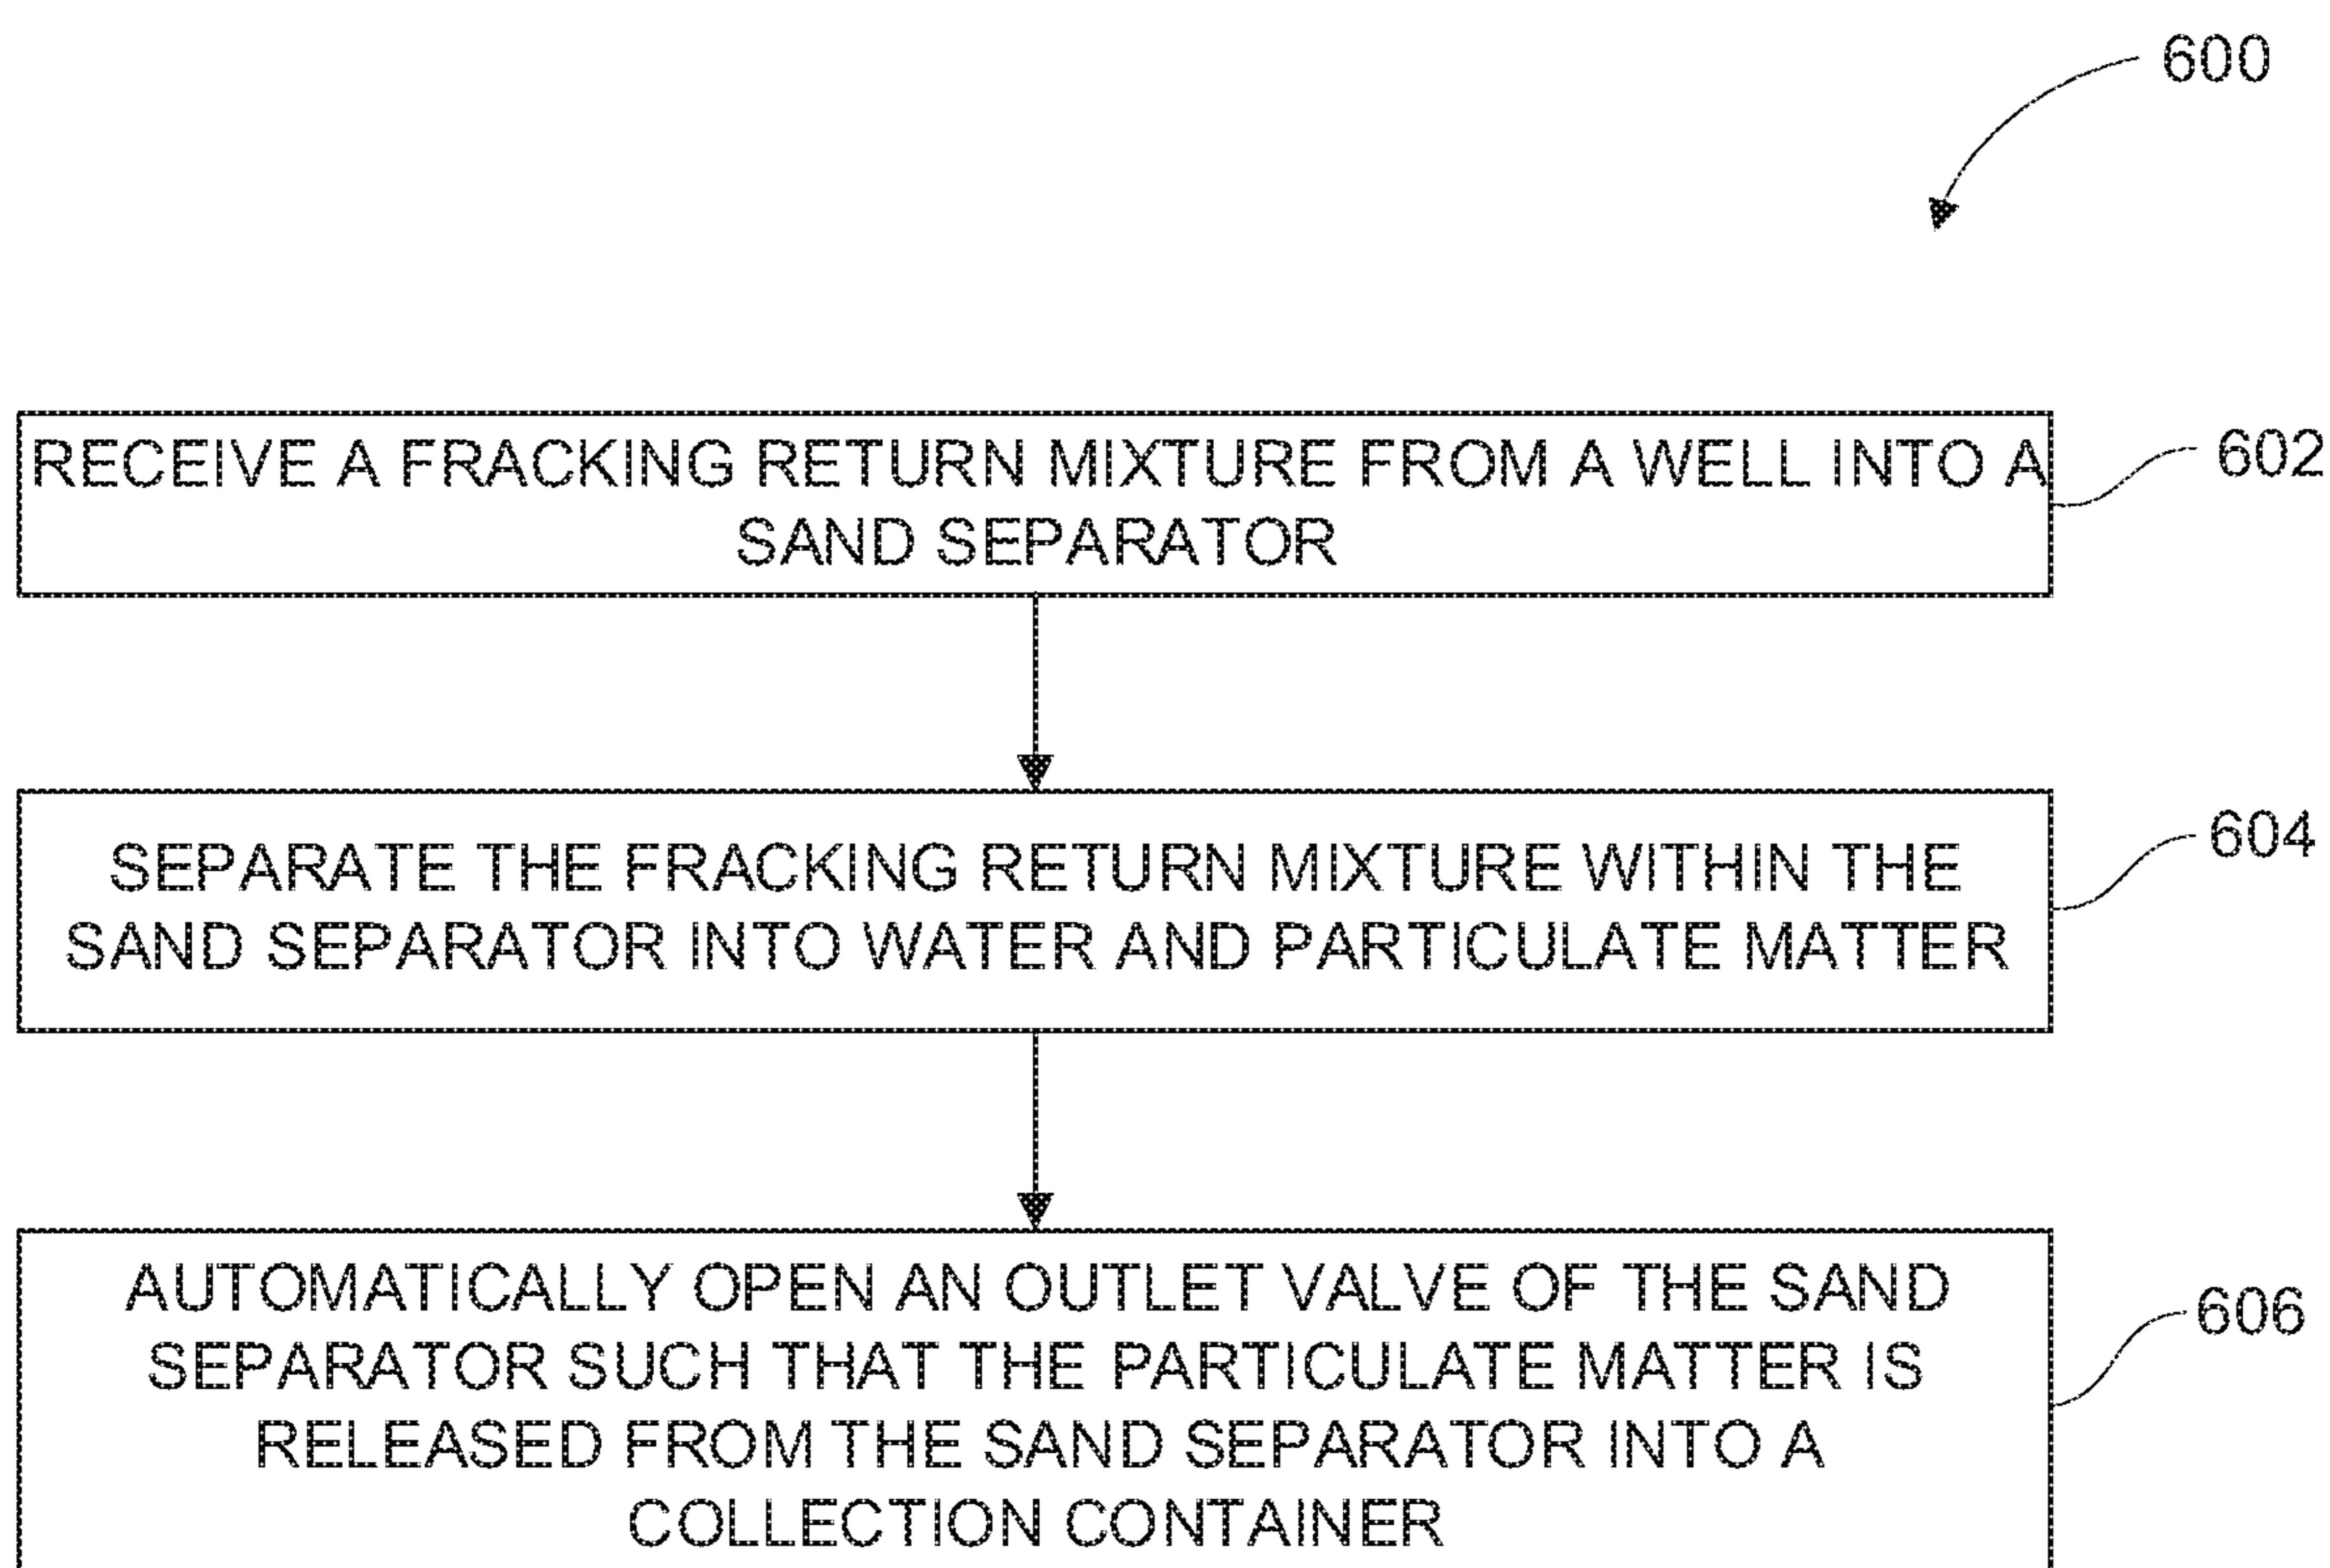 600
RECEIVE A FRACKING RETURN MIXTURE FROM A WELL INTO A
SAND SEPARATOR
602
SEPARATE THE FRACKING RETURN MIXTURE WITHIN THE
SAND SEPARATOR INTO WATER AND PARTICULATE MATTER
604
AUTOMATICALLY OPEN AN OUTLET VALVE OF THE SAND
SEPARATOR SUCH THAT THE PARTICULATE MATTER IS
RELEASED FROM THE SAND SEPARATOR INTO A
COLLECTION CONTAINER
606